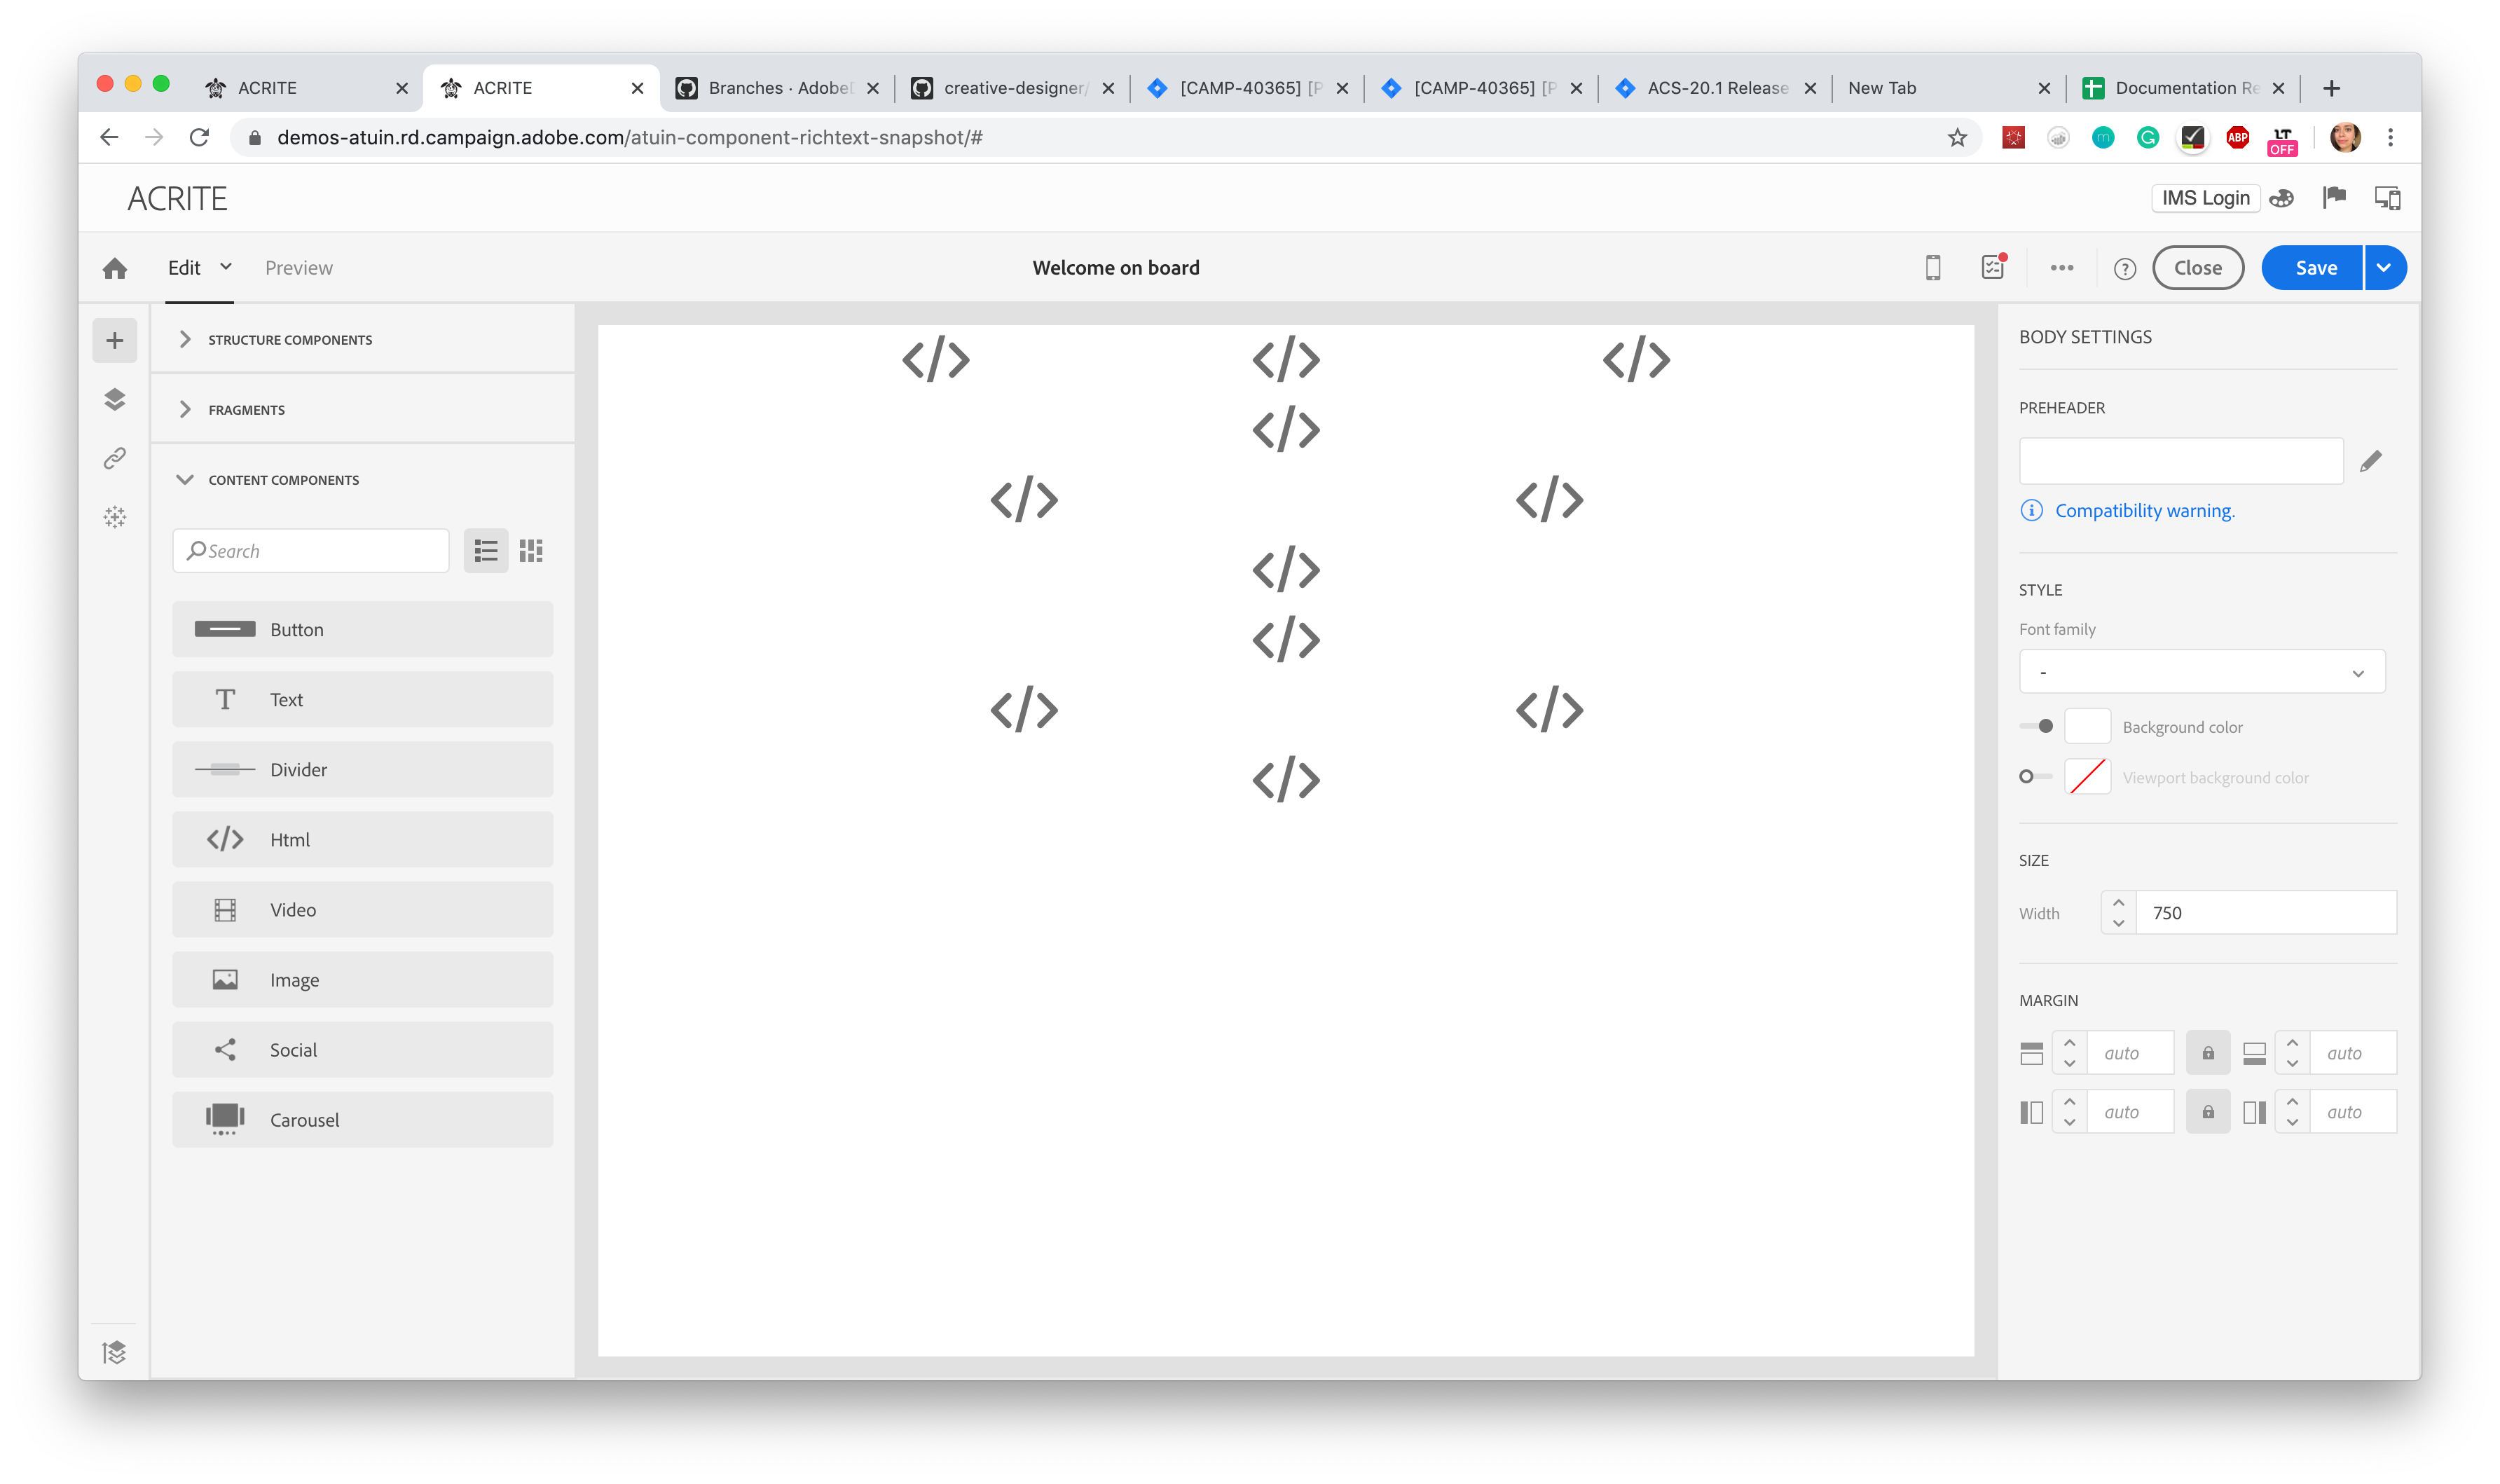 ACRITE
ACRITE
Branches · Adobe
creative-designer/
[CAMP-40365] [P
[CAMP-40365] [P
ACS-20.1 Release
New Tab
Documentation Re
demos-atuin.rd.campaign.adobe.com/atuin-component-richtext-snapshot/#
m
G
ABP
LT
OFF
ACRITE
IMS Login
Edit
Preview
Welcome on board
Close
Save
STRUCTURE COMPONENTS
FRAGMENTS
CONTENT COMPONENTS
Search
Button
Text
Divider
Html
Video
Image
Social
Carousel
BODY SETTINGS
PREHEADER
Compatibility warning.
STYLE
Font family
-
Background color
Viewport background color
SIZE
Width
750
MARGIN
auto
auto
auto
auto